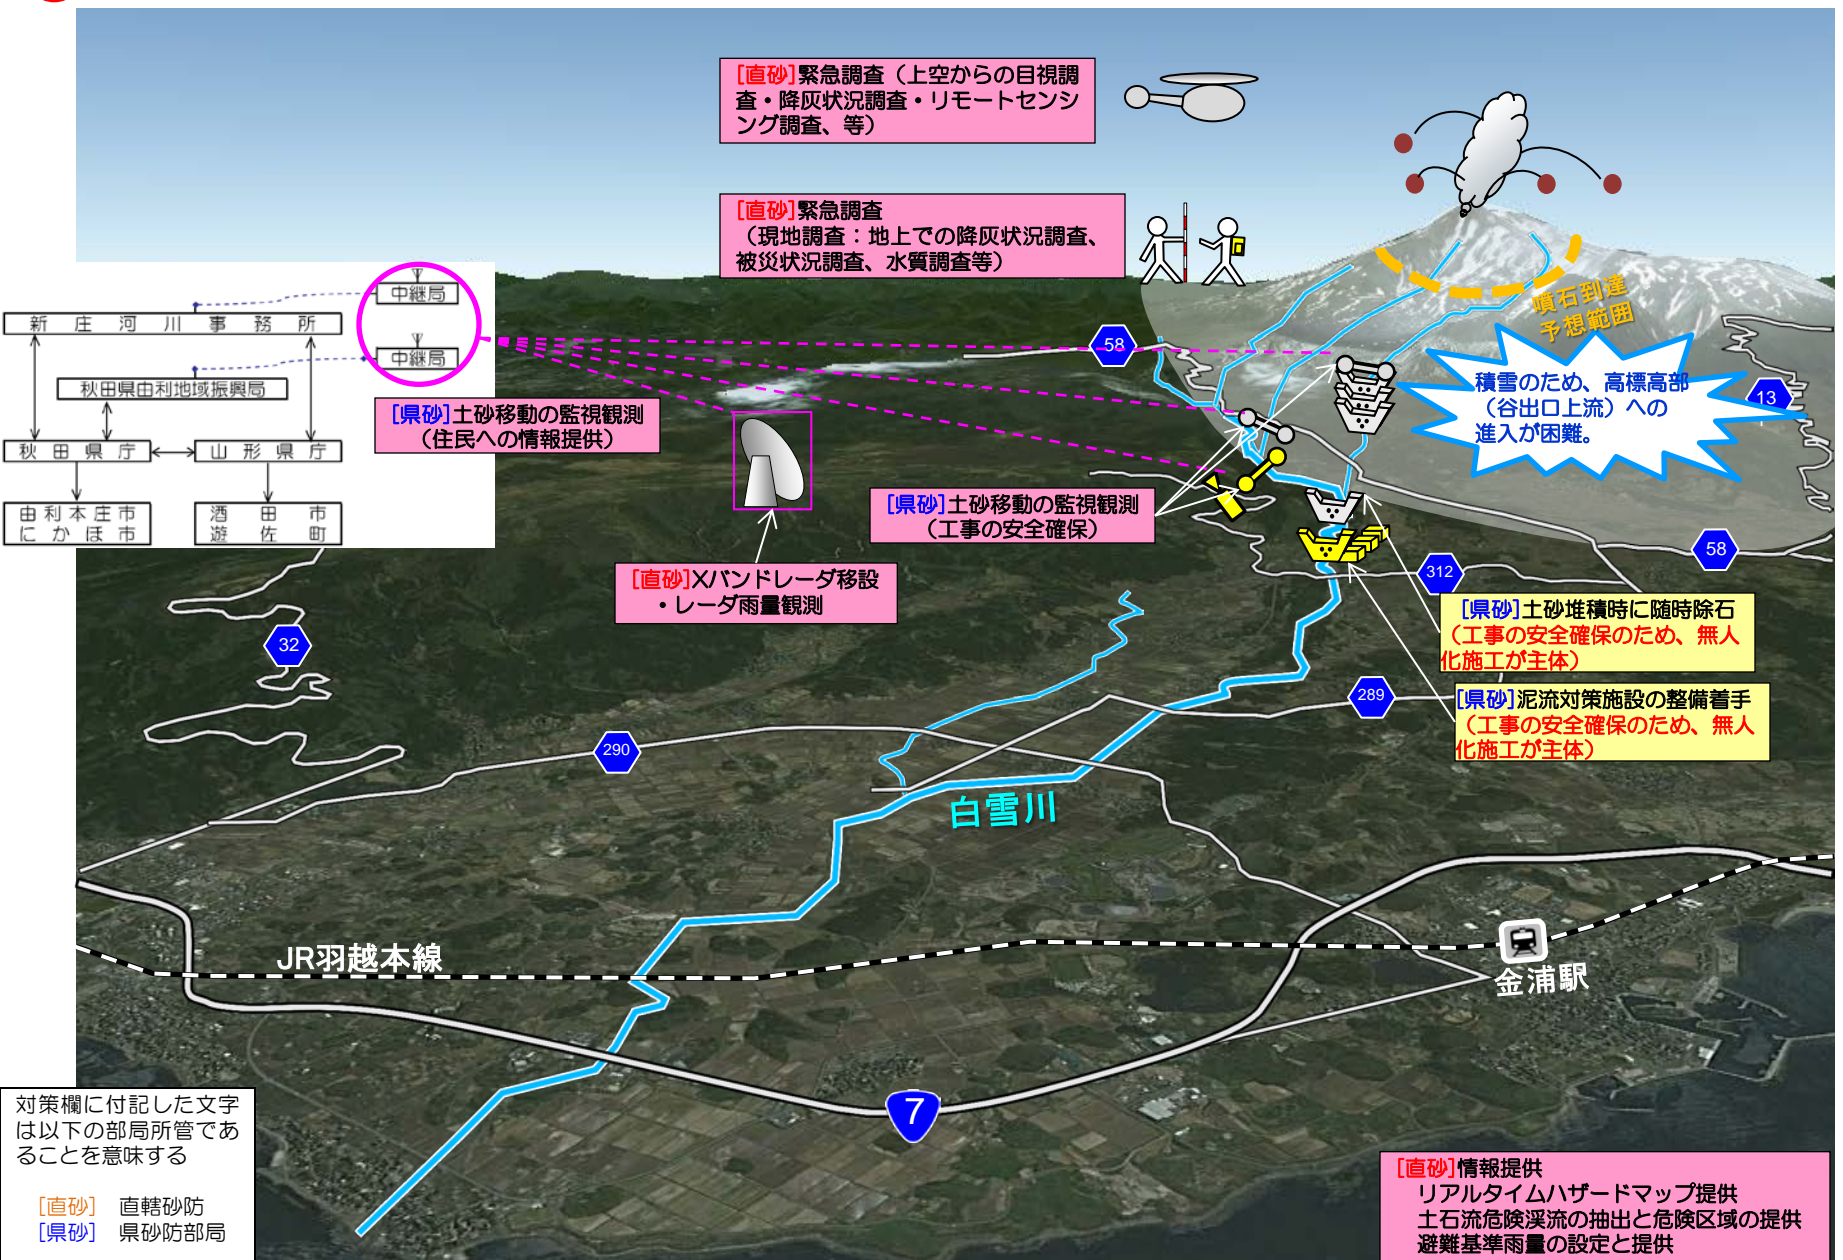 [直砂]緊急調査（上空からの目視調
査・降灰状況調査・リモートセンシ
ング調査、等）
[直砂]緊急調査
（現地調査：地上での降灰状況調査、
被災状況調査、水質調査等）
噴石到達
予想範囲
中継局
新庄河川事務所
中継局
秋田県由利地域振興局
秋田県庁
山形県庁
由利本庄市
にかほ市
酒田市
遊佐町
[県砂]土砂移動の監視観測
（住民への情報提供）
58
積雪のため、高標高部
（谷出口上流）への
進入が困難。
13
[県砂]土砂移動の監視観測
（工事の安全確保）
[直砂]Xバンドレーダ移設
・レーダ雨量観測
58
312
[県砂]土砂堆積時に随時除石
（工事の安全確保のため、無人
化施工が主体）
32
289
[県砂]泥流対策施設の整備着手
（工事の安全確保のため、無人
化施工が主体）
290
白雪川
JR羽越本線
金浦駅
7
対策欄に付記した文字
は以下の部局所管であ
ることを意味する
[直砂] 直轄砂防
[県砂] 県砂防部局
[直砂]情報提供
リアルタイムハザードマップ提供
土石流危険渓流の抽出と危険区域の提供
避難基準雨量の設定と提供